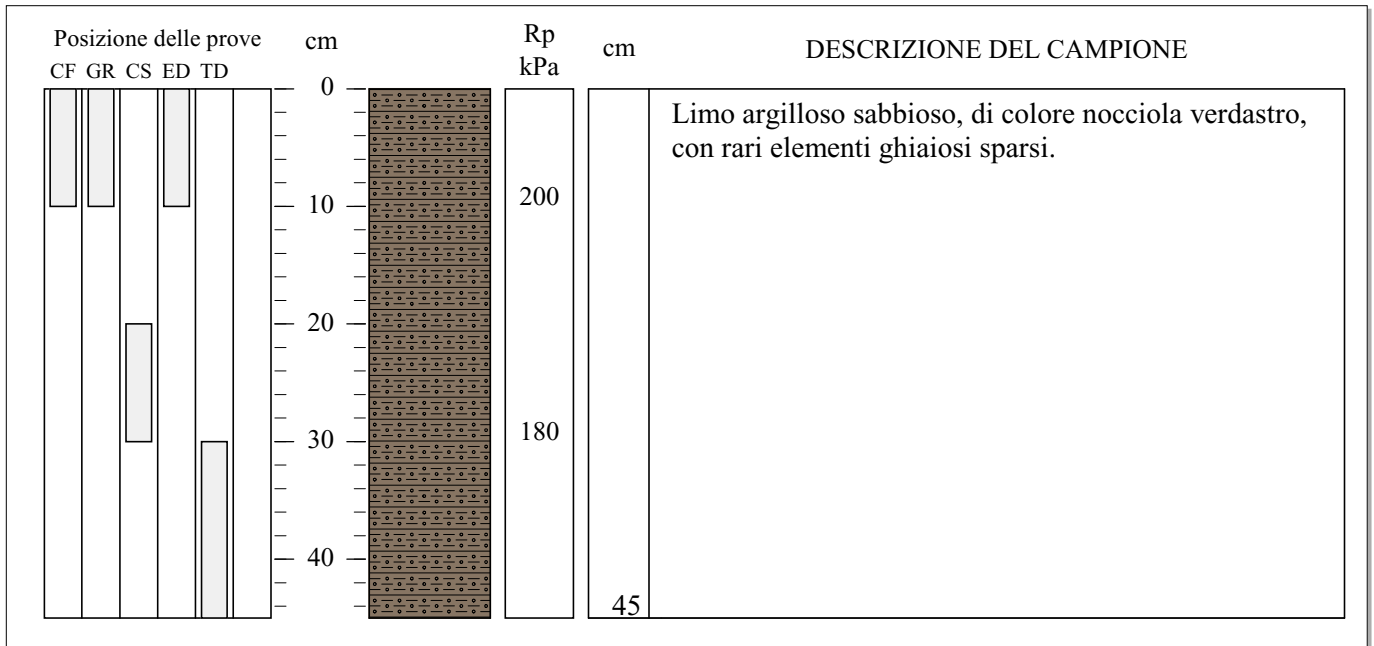 Posizione delle prove
CF GR CS ED TD
cm
Rp
kPa
cm
DESCRIZIONE DEL CAMPIONE
0
10
20
30
40
200
180
45
Limo argilloso sabbioso, di colore nocciola verdastro,
con rari elementi ghiaiosi sparsi.